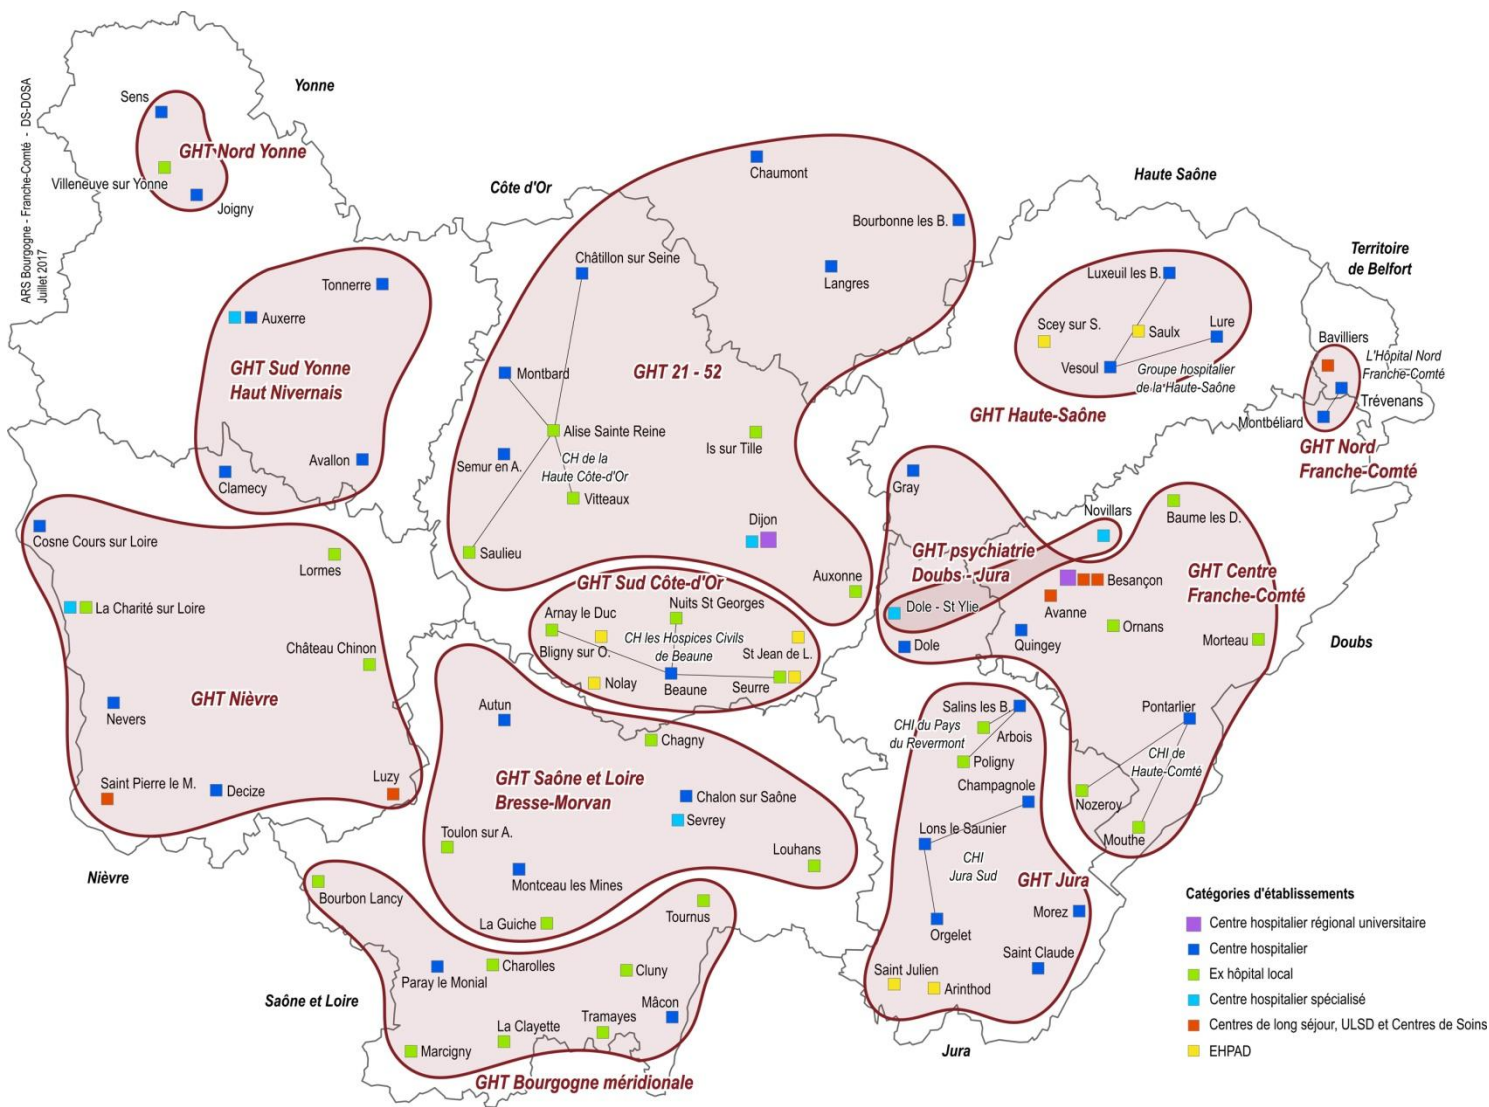 ARS Bourgogne - Franche-Comté - DS-DOSA
Juillet 2017
Yonne
Sens
GHT Nord Yonne
Villeneuve sur Yonne
Joigny
Côte d'Or
Chaumont
Bourbonne les B.
Langres
Châtillon sur Seine
Haute Saône
Territoire
de Belfort
Tonnerre
Auxerre
GHT Sud Yonne
Haut Nivernais
Avallon
Clamecy
Montbard
GHT 21 - 52
Alise Sainte Reine
Semur en A.
CH de la
Haute Côte-d'Or
Vitteaux
Is sur Tille
Saulieu
Dijon
Auxonne
Luxeuil les B.
Scey sur S.
Saulx
Lure
Vesoul
Groupe hospitalier
de la Haute-Saône
GHT Haute-Saône
Bavilliers
L'Hôpital Nord
Franche-Comté
Trévenans
Montbéliard
GHT Nord
Franche-Comté
Cosne Cours sur Loire
Lormes
La Charité sur Loire
Château Chinon
GHT Nièvre
Nevers
Saint Pierre le M.
Decize
Luzy
Nièvre
GHT Sud Côte-d'Or
Arnay le Duc
Nuits St Georges
Bligny sur O.
CH les Hospices Civils
de Beaune
St Jean de L.
Nolay
Beaune
Seurre
Gray
Novillars
Baume les D.
GHT psychiatrie
Doubs - Jura
Besançon
GHT Centre
Franche-Comté
Avanne
Dole - St Ylie
Ornans
Dole
Quingey
Morteau
Doubs
Pontarlier
CHI de
Haute-Comté
Nozeroy
Mouthe
Autun
Chagny
GHT Saône et Loire
Bresse-Morvan
Chalon sur Saône
Sevrey
Toulon sur A.
Louhans
Montceau les Mines
La Guiche
Salins les B.
CHI du Pays
du Revermont
Arbois
Poligny
Champagnole
Lons le Saunier
CHI
Jura Sud
GHT Jura
Morez
Orgelet
Saint Claude
Saint Julien
Arinthod
Jura
Bourbon Lancy
Tournus
Charolles
Paray le Monial
Cluny
Saône et Loire
Mâcon
La Clayette
Tramayes
Marcigny
GHT Bourgogne méridionale
Catégories d'établissements
Centre hospitalier régional universitaire
Centre hospitalier
Ex hôpital local
Centre hospitalier spécialisé
Centres de long séjour, ULSD et Centres de Soins
EHPAD